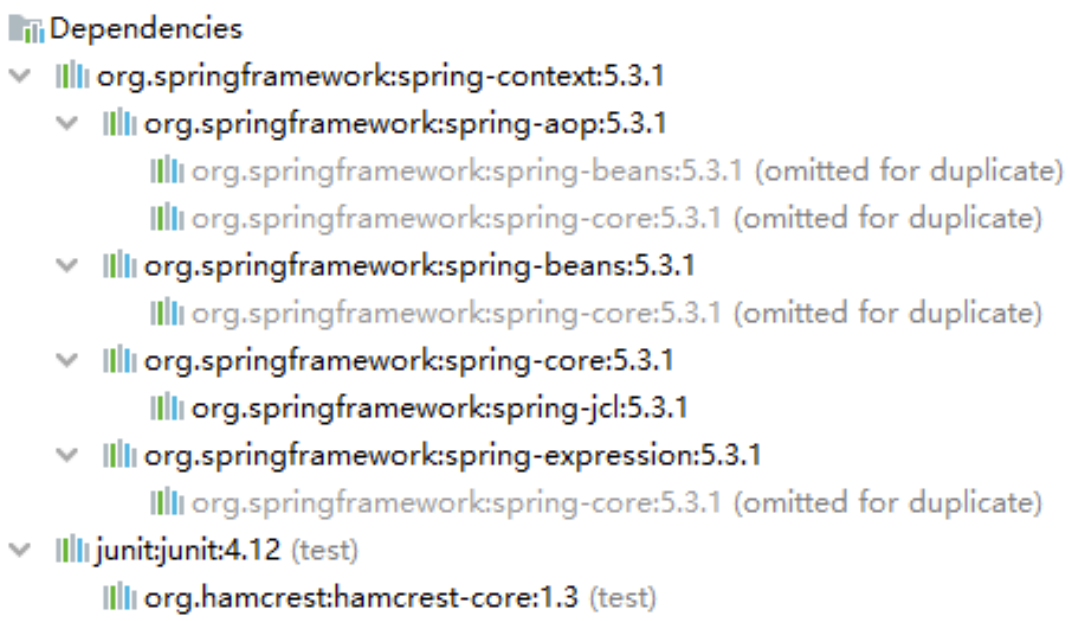 Dependencies
org.springframework:spring-context:5.3.1
org.springframework:spring-aop:5.3.1
org.springframework:spring-beans:5.3.1 (omitted for duplicate)
org.springframework:spring-core:5.3.1 (omitted for duplicate)
org.springframework:spring-beans:5.3.1
org.springframework:spring-core:5.3.1 (omitted for duplicate)
org.springframework:spring-core:5.3.1
org.springframework:spring-jcl:5.3.1
org.springframework:spring-expression:5.3.1
org.springframework:spring-core:5.3.1 (omitted for duplicate)
junit:junit:4.12 (test)
org.hamcrest:hamcrest-core:1.3 (test)